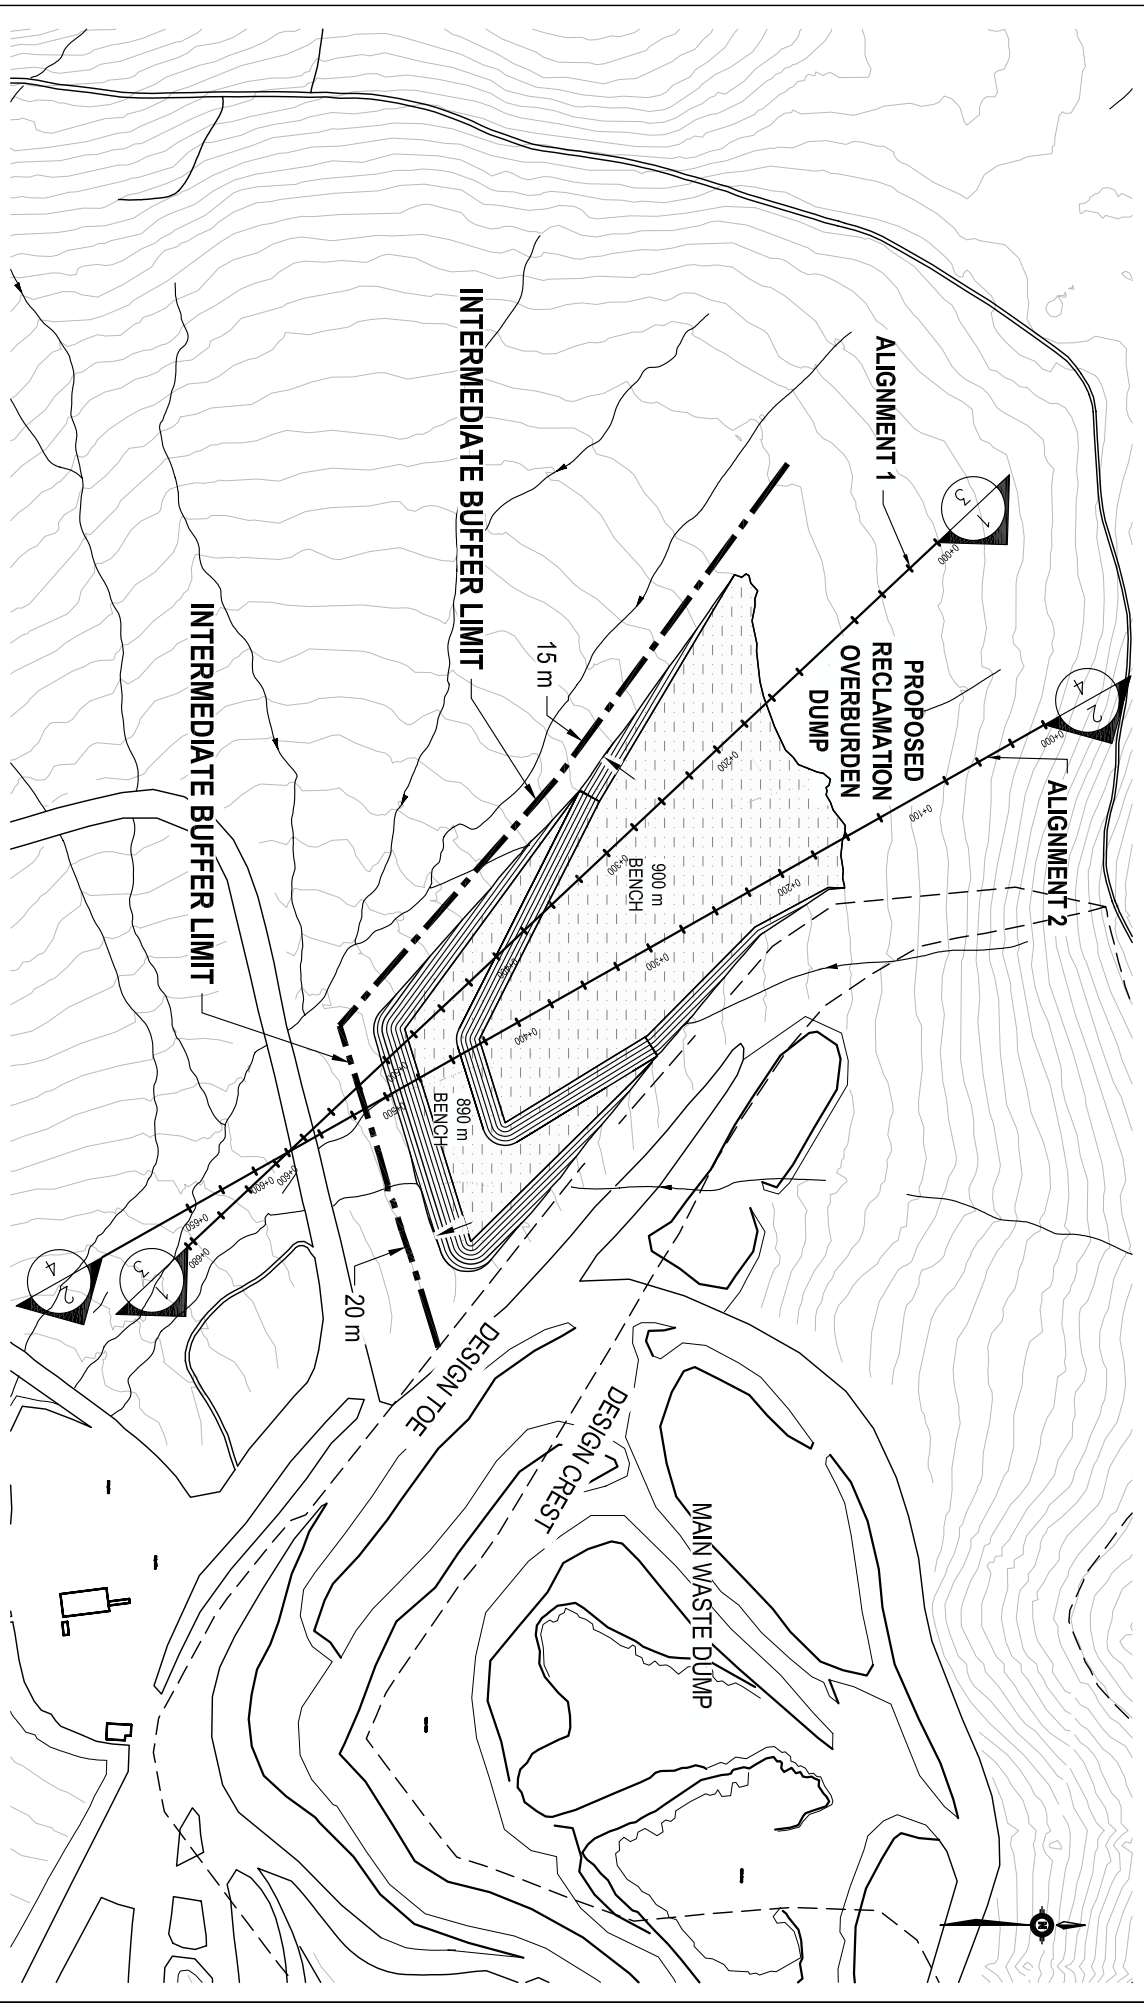 ALIGNMENT 1
1
3
0+000
PROPOSED
RECLAMATION
OVERBURDEN
DUMP
2
4
0+000
ALIGNMENT 2
0+100
0+200
0+300
0+400
0+500
0+600
0+650
0+200
0+300
0+400
0+500
0+600
0+680
900 m
BENCH
890 m
BENCH
15 m
INTERMEDIATE BUFFER LIMIT
INTERMEDIATE BUFFER LIMIT
20 m
2
4
1
3
DESIGN TOE
DESIGN CREST
MAIN WASTE DUMP
N